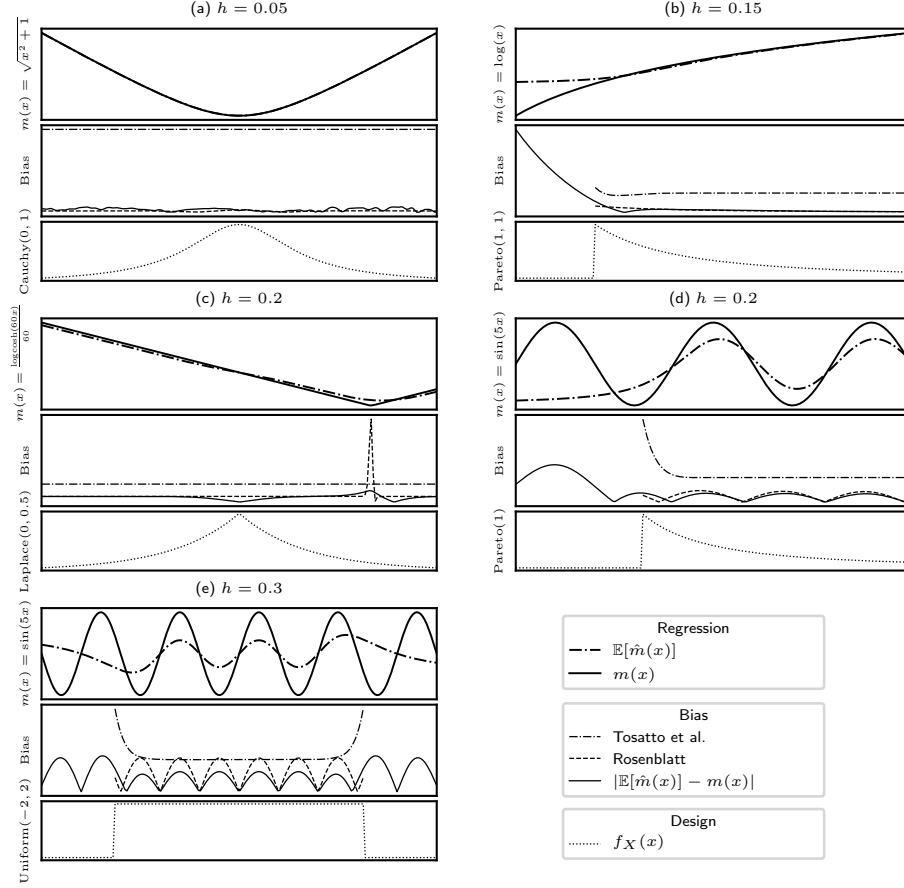 (a) h = 0.05
m(x) = √(x² + 1)
Bias
Cauchy(0, 1)
(b) h = 0.15
m(x) = log(x)
Bias
Pareto(1, 1)
(c) h = 0.2
m(x) = log cosh(60x)/60
Bias
Laplace(0, 0.5)
(d) h = 0.2
m(x) = sin(5x)
Bias
Pareto(1)
(e) h = 0.3
m(x) = sin(5x)
Bias
Uniform(−2, 2)
Regression
𝔼[m̂(x)]
m(x)
Bias
Tosatto et al.
Rosenblatt
|𝔼[m̂(x)] − m(x)|
Design
f_X(x)